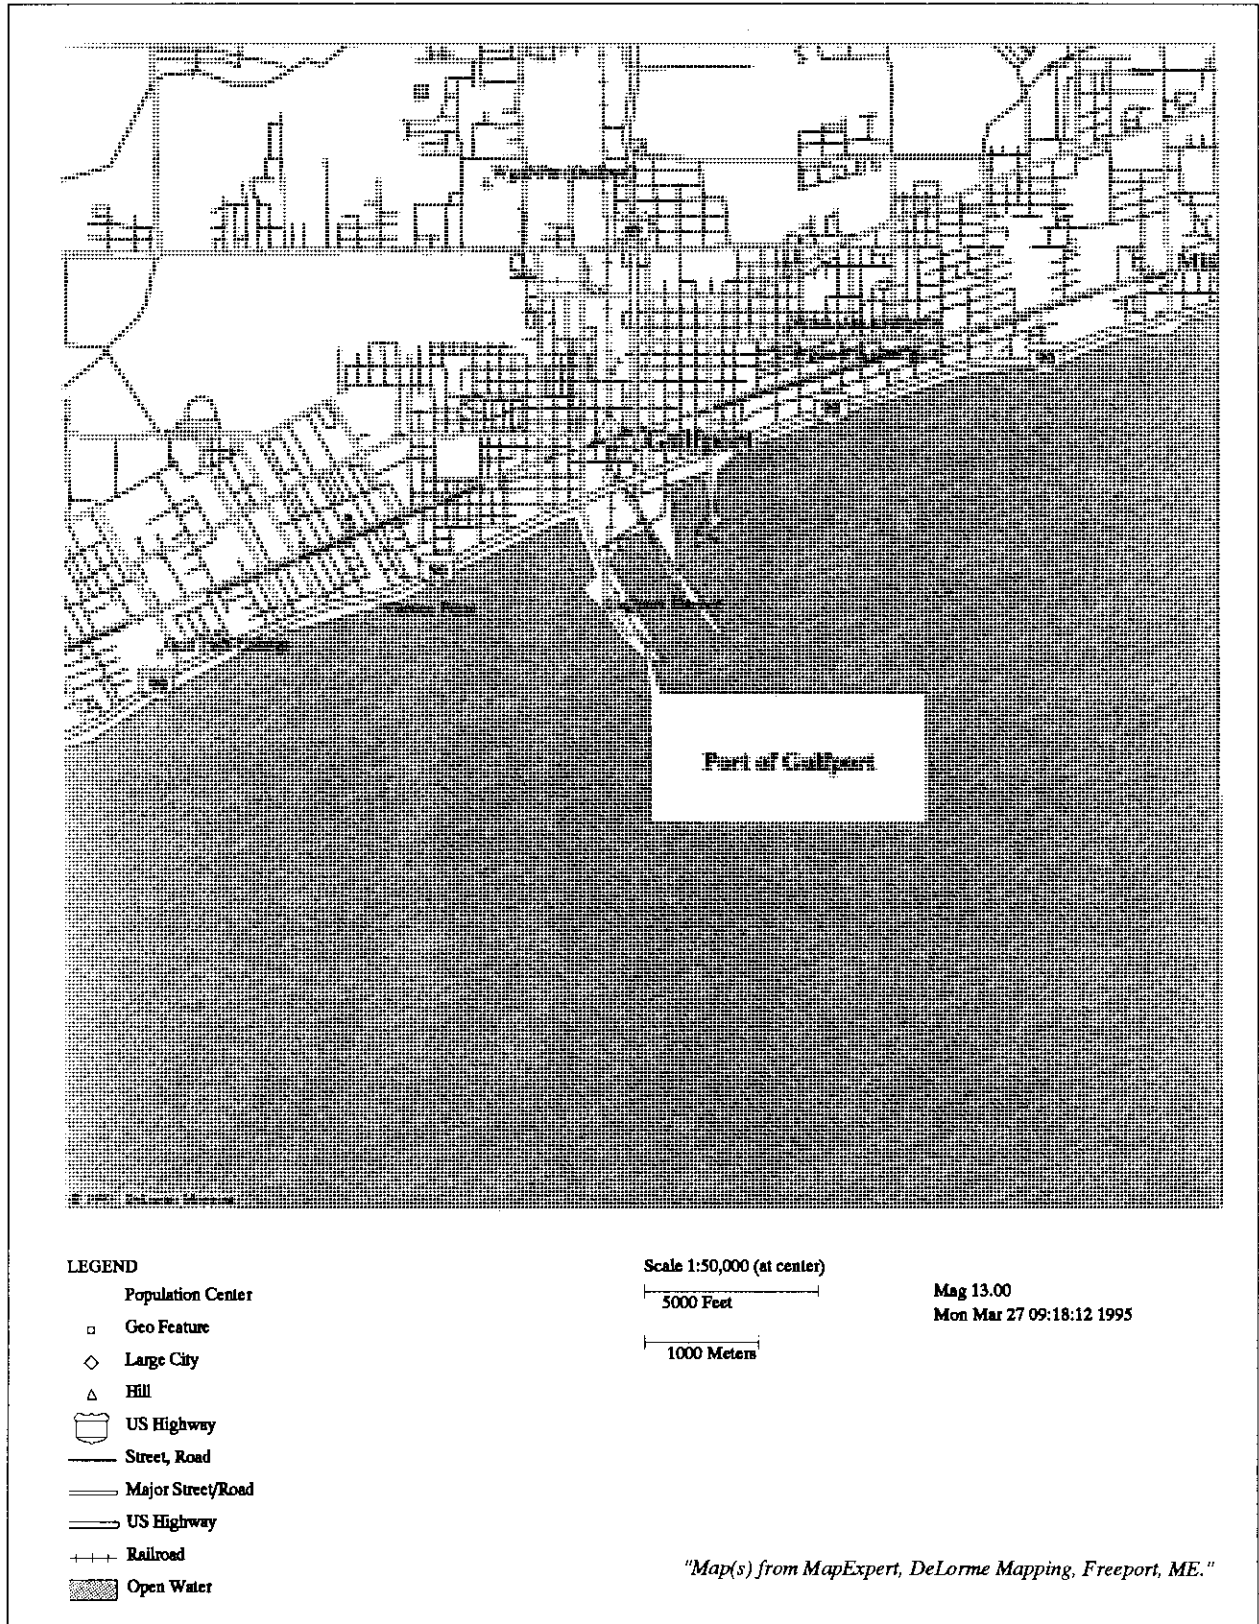 Gulfport
Port of Gulfport
LEGEND
Population Center
Geo Feature
Large City
Hill
US Highway
Street, Road
Major Street/Road
US Highway
Railroad
Open Water
Scale 1:50,000 (at center)
5000 Feet
1000 Meters
Mag 13.00
Mon Mar 27 09:18:12 1995
"Map(s) from MapExpert, DeLorme Mapping, Freeport, ME."